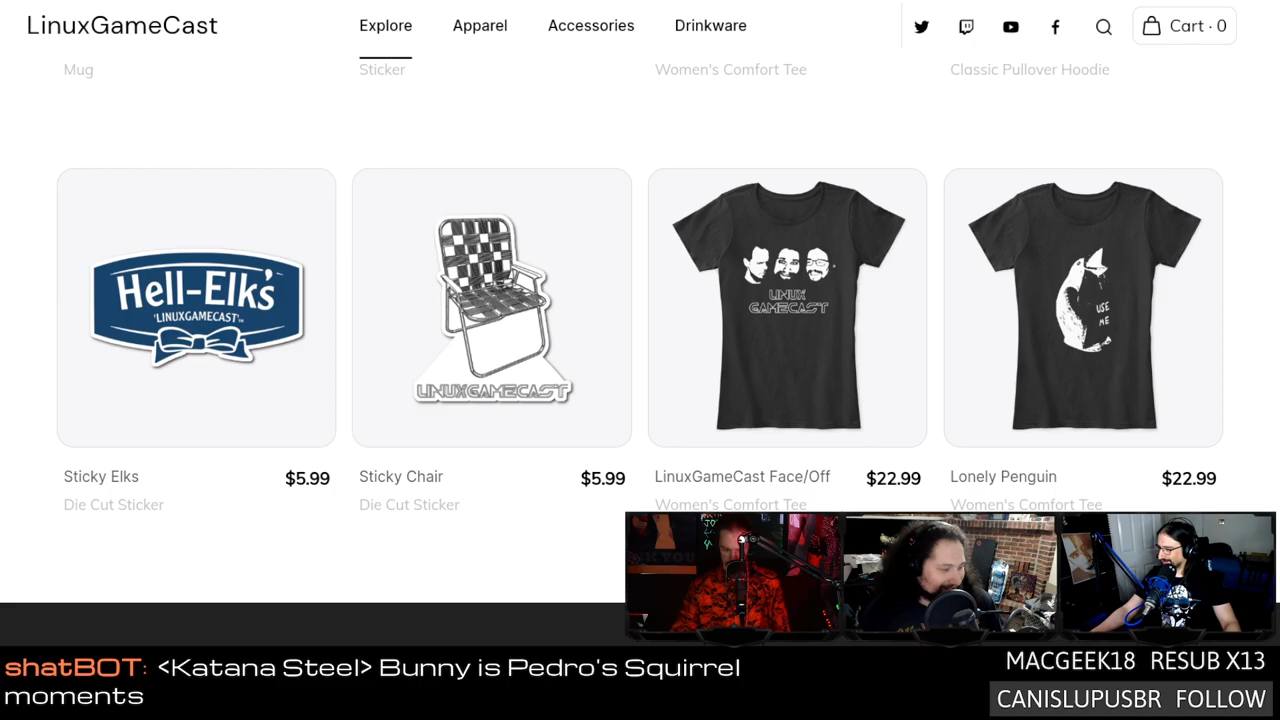 LinuxGameCast
Explore
Apparel
Accessories
Drinkware
Cart · 0
Mug
Sticker
Women's Comfort Tee
Classic Pullover Hoodie
Hell-Elk's
'LINUXGAMECAST'™
LINUXGAMECAST
LINUX
GAMECAST
USE
ME
Sticky Elks
$5.99
Die Cut Sticker
Sticky Chair
$5.99
Die Cut Sticker
LinuxGameCast Face/Off
$22.99
Women's Comfort Tee
Lonely Penguin
$22.99
Women's Comfort Tee
shatBOT: <Katana Steel> Bunny is Pedro's Squirrel
moments
MACGEEK18 RESUB X13
CANISLUPUSBR FOLLOW